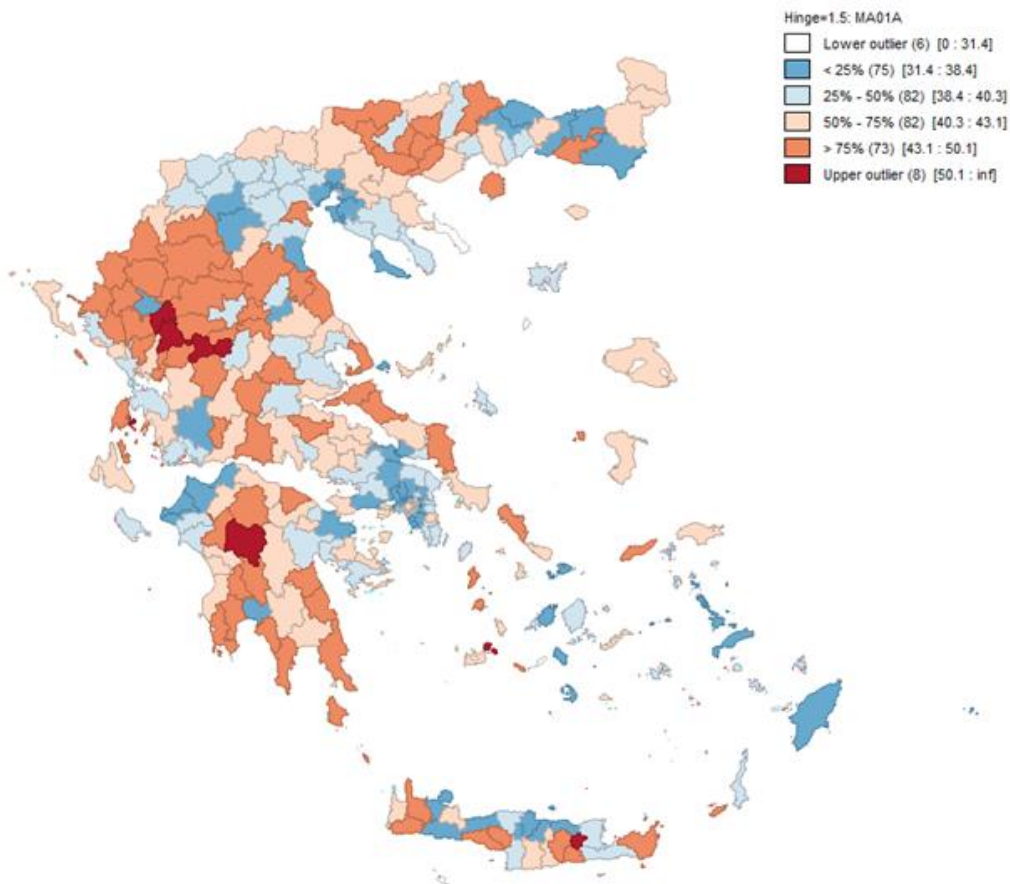 Hinge=1.5: MA01A
Lower outlier (6) [0 : 31.4]
< 25% (75) [31.4 : 38.4]
25% - 50% (82) [38.4 : 40.3]
50% - 75% (82) [40.3 : 43.1]
> 75% (73) [43.1 : 50.1]
Upper outlier (8) [50.1 : inf]